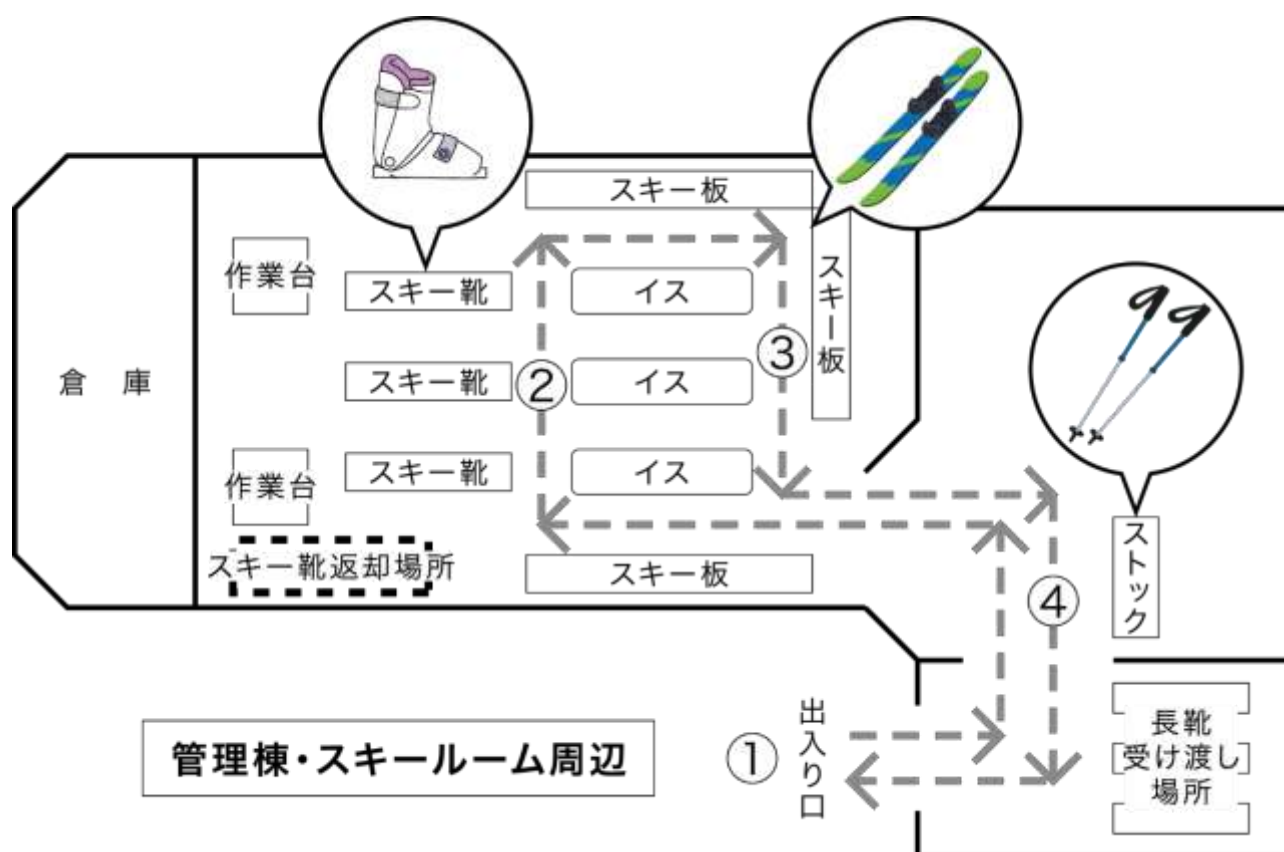 スキー板
作業台
スキー靴
イス
スキー板
③
倉 庫
スキー靴
②
イス
作業台
スキー靴
イス
スキー靴返却場所
スキー板
④
ストック
管理棟・スキールーム周辺
①
出入り口
長靴
受け渡し
場所